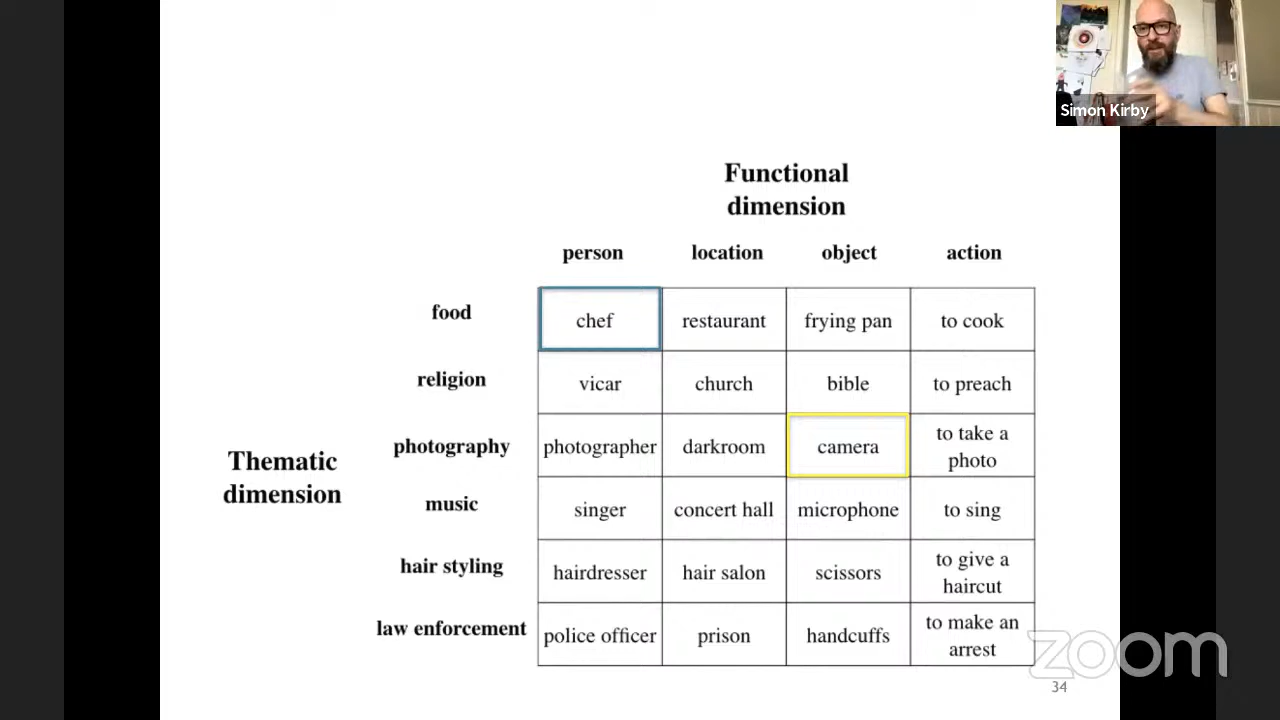 Simon Kirby
Functional
dimension
person location object action
food chef restaurant frying pan to cook
religion vicar church bible to preach
photography photographer darkroom camera to take a
photo
Thematic
dimension
music singer concert hall microphone to sing
hair styling hairdresser hair salon scissors to give a
haircut
law enforcement police officer prison handcuffs to make an
arrest
zoom
34